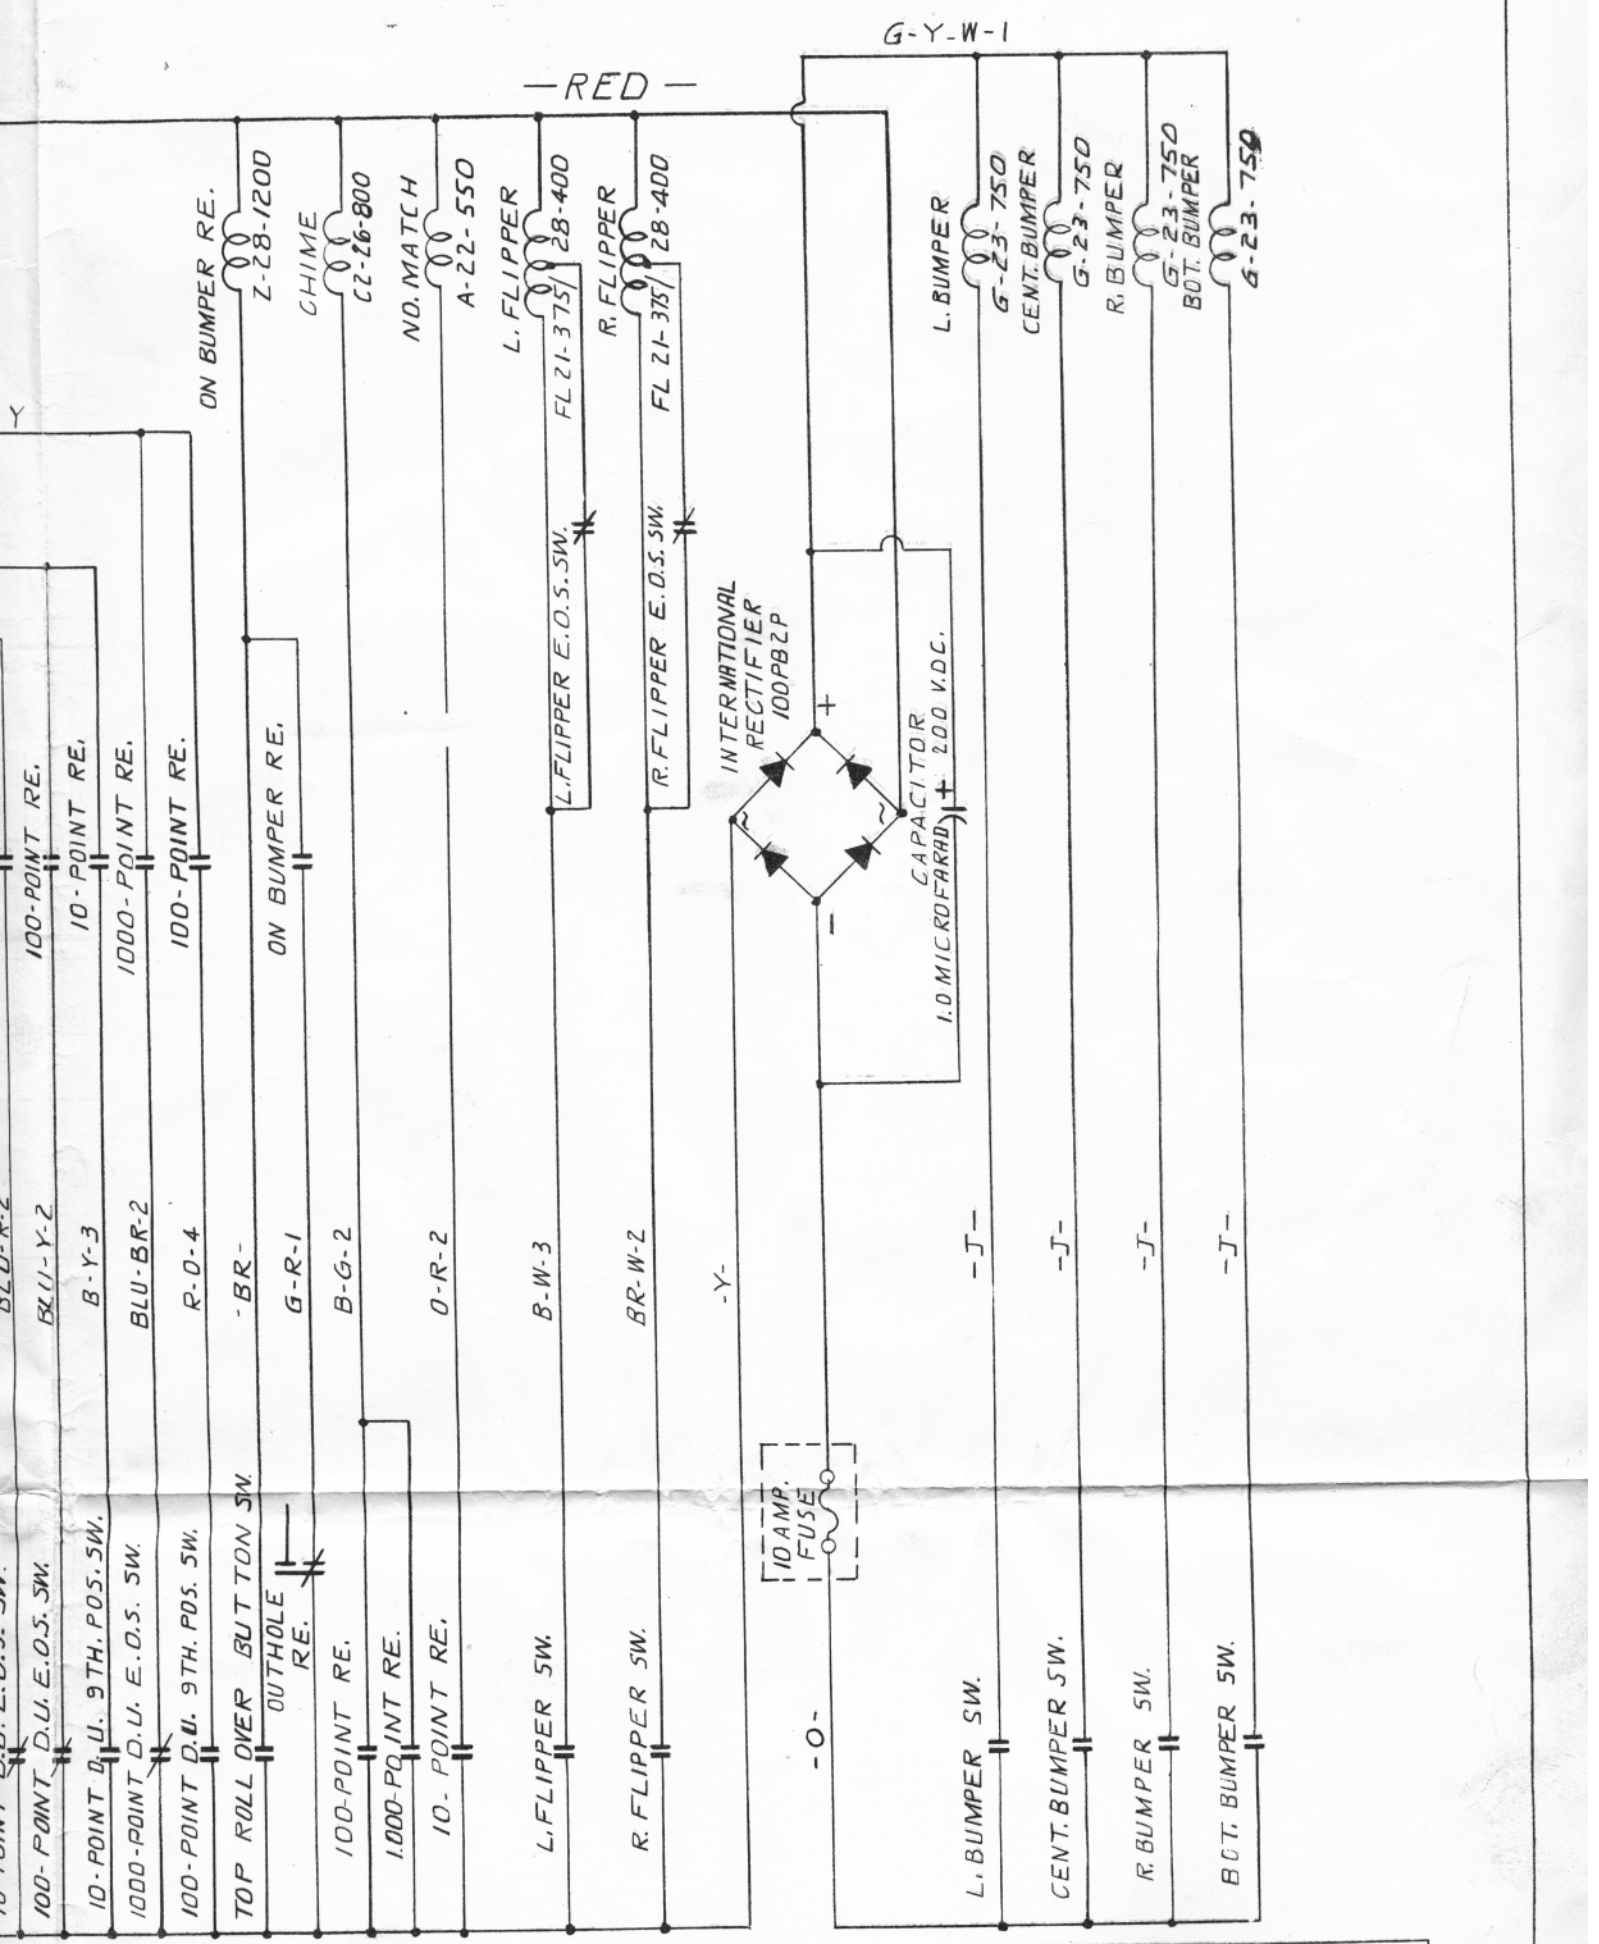 G-Y-W-1
—RED—
Y
ON BUMPER RE.
Z-28-1200
CHIME
CZ-26-800
NO. MATCH
A-22-550
L. FLIPPER
FL 21-375/28-400
R. FLIPPER
FL 21-375/28-400
L. BUMPER
G-23-750
CENT. BUMPER
G-23-750
R. BUMPER
G-23-750
BOT. BUMPER
G-23-750
L. FLIPPER E.O.S. SW.
R. FLIPPER E.O.S. SW.
INTERNATIONAL
RECTIFIER
100PB2P
+
~
~
−
CAPACITOR
1.0 MICROFARAD
+ 200 V.DC.
100-POINT RE.
10-POINT RE.
1000-POINT RE.
100-POINT RE.
ON BUMPER RE.
BLU-Y-2
B-Y-3
BLU-BR-2
R-O-4
-BR-
G-R-1
B-G-2
O-R-2
B-W-3
BR-W-2
-Y-
-J-
-J-
-J-
-J-
10 AMP.
FUSE
-O-
100-POINT D.U. E.O.S. SW.
10-POINT D.U. 9TH. POS. SW.
1000-POINT D.U. E.O.S. SW.
100-POINT D.U. 9TH. POS. SW.
TOP ROLL OVER BUTTON SW.
OUTHOLE
RE.
100-POINT RE.
1000-POINT RE.
10-POINT RE.
L. FLIPPER SW.
R. FLIPPER SW.
L. BUMPER SW.
CENT. BUMPER SW.
R. BUMPER SW.
BOT. BUMPER SW.